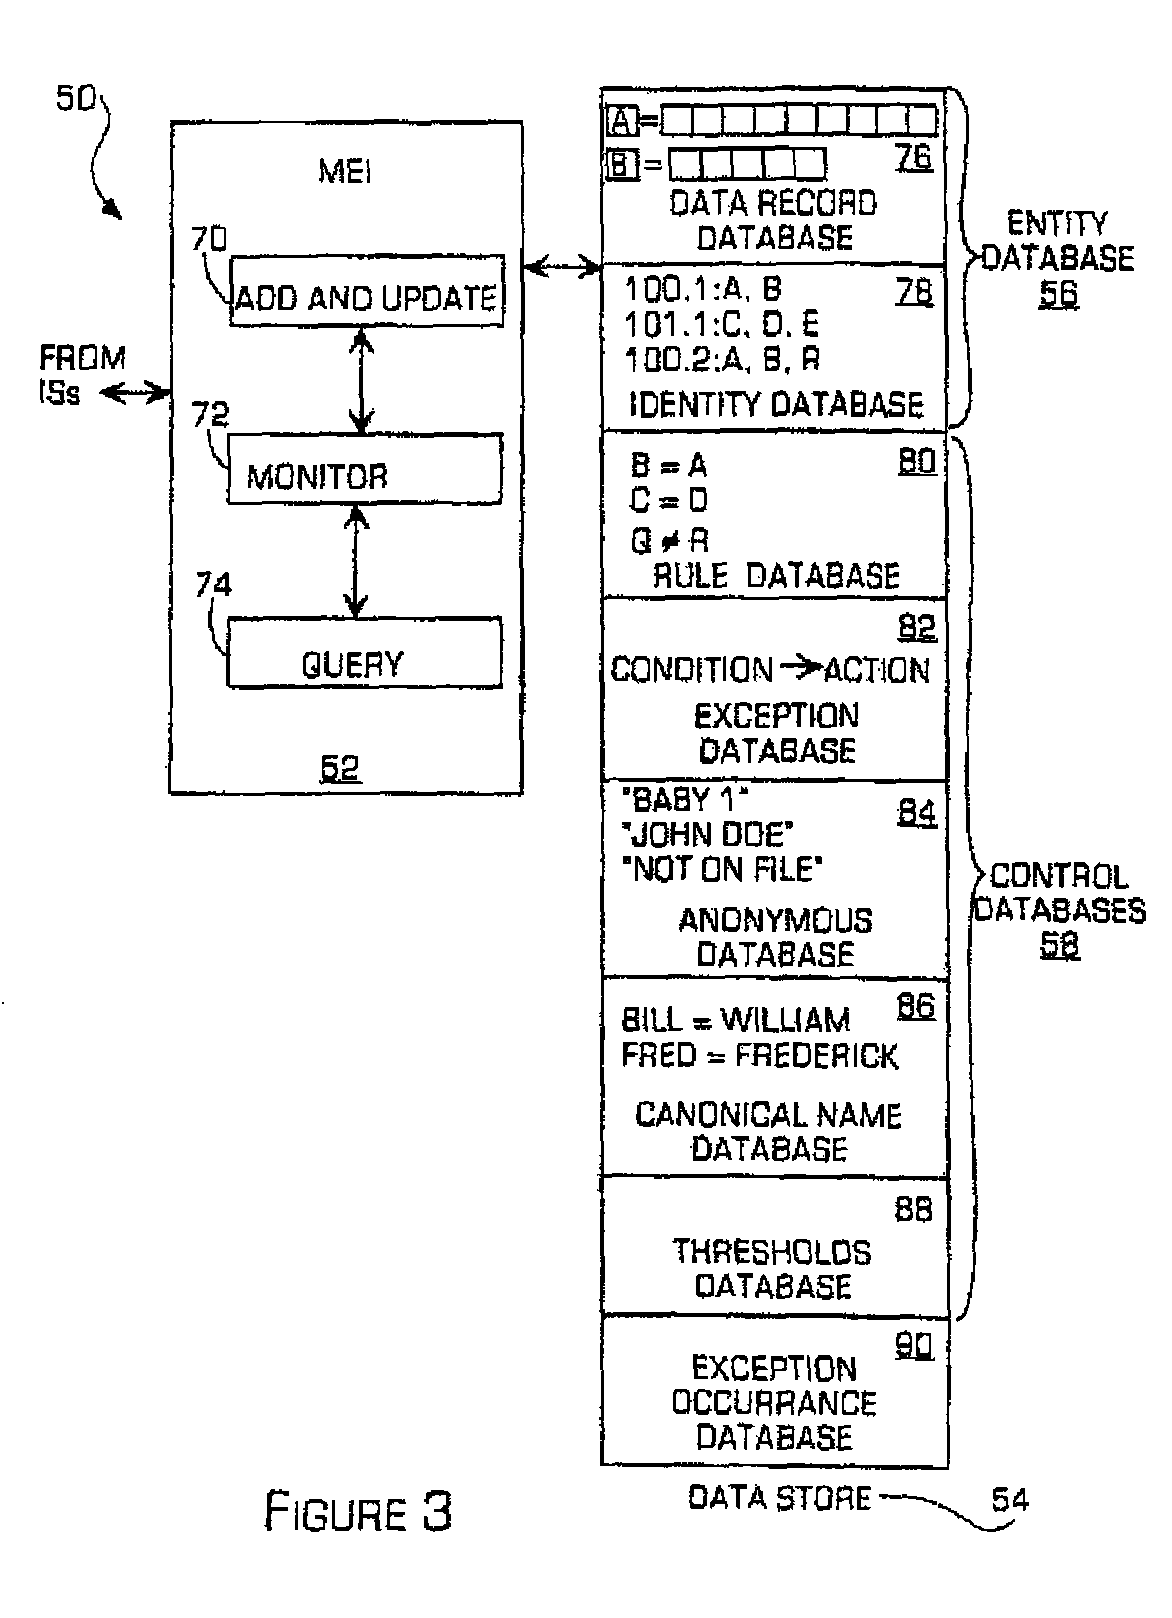 50
MEI
70
ADD AND UPDATE
FROM
ISs
72
MONITOR
74
QUERY
52
A =
B =
76
DATA RECORD
DATABASE
ENTITY
DATABASE
56
100.1:A, B
78
101.1:C, D, E
100.2:A, B, R
IDENTITY DATABASE
B = A
80
C = D
Q ≠ R
RULE DATABASE
82
CONDITION → ACTION
EXCEPTION
DATABASE
"BABY 1"
84
"JOHN DOE"
"NOT ON FILE"
ANONYMOUS
DATABASE
CONTROL
DATABASES
58
86
BILL = WILLIAM
FRED = FREDERICK
CANONICAL NAME
DATABASE
88
THRESHOLDS
DATABASE
90
EXCEPTION
OCCURRANCE
DATABASE
DATA STORE
54
FIGURE 3